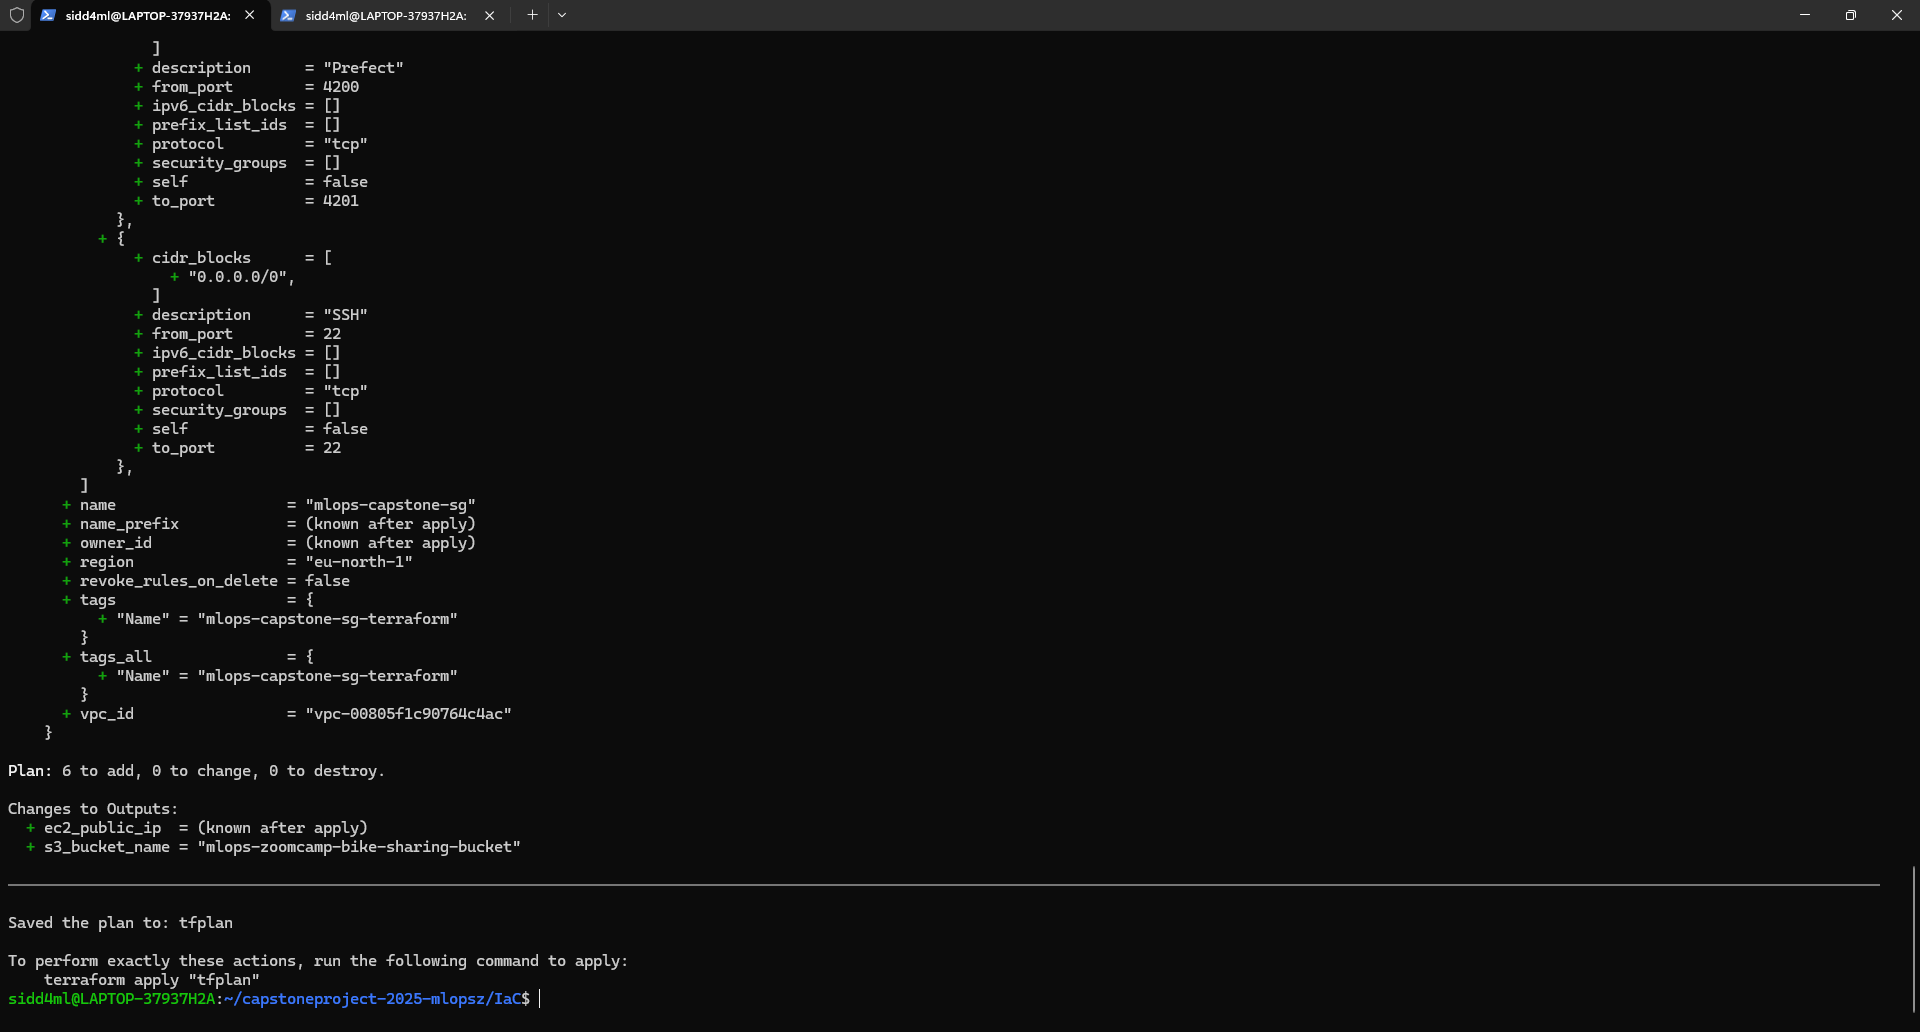 sidd4ml@LAPTOP-37937H2A: sidd4ml@LAPTOP-37937H2A:
]
+ description      = "Prefect"
+ from_port        = 4200
+ ipv6_cidr_blocks = []
+ prefix_list_ids  = []
+ protocol         = "tcp"
+ security_groups  = []
+ self             = false
+ to_port          = 4201
},
+ {
+ cidr_blocks      = [
+ "0.0.0.0/0",
]
+ description      = "SSH"
+ from_port        = 22
+ ipv6_cidr_blocks = []
+ prefix_list_ids  = []
+ protocol         = "tcp"
+ security_groups  = []
+ self             = false
+ to_port          = 22
},
]
+ name                   = "mlops-capstone-sg"
+ name_prefix            = (known after apply)
+ owner_id               = (known after apply)
+ region                 = "eu-north-1"
+ revoke_rules_on_delete = false
+ tags                   = {
+ "Name" = "mlops-capstone-sg-terraform"
}
+ tags_all               = {
+ "Name" = "mlops-capstone-sg-terraform"
}
+ vpc_id                 = "vpc-00805f1c90764c4ac"
}
Plan: 6 to add, 0 to change, 0 to destroy.
Changes to Outputs:
+ ec2_public_ip  = (known after apply)
+ s3_bucket_name = "mlops-zoomcamp-bike-sharing-bucket"
Saved the plan to: tfplan
To perform exactly these actions, run the following command to apply:
terraform apply "tfplan"
sidd4ml@LAPTOP-37937H2A:~/capstoneproject-2025-mlopsz/IaC$